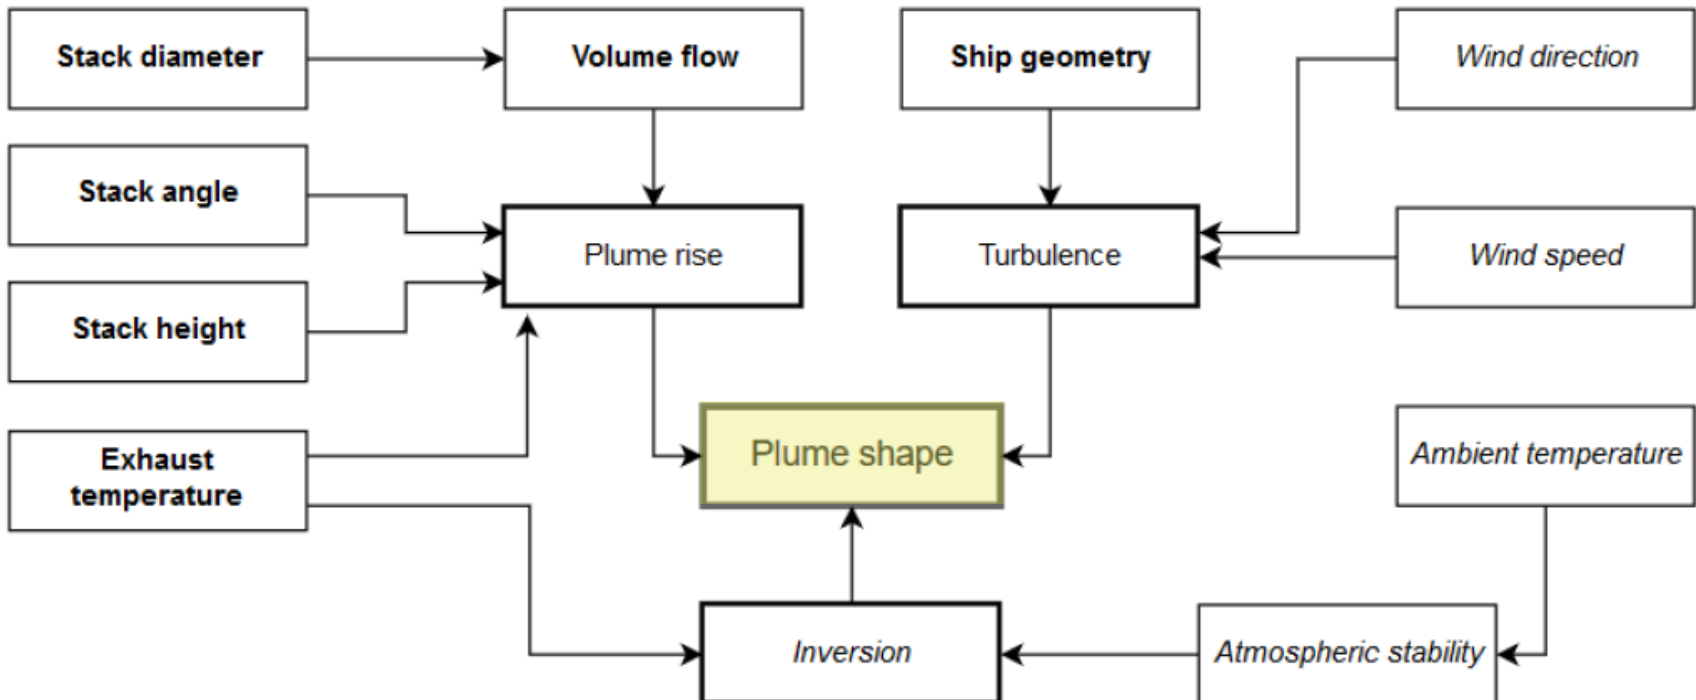 Stack diameter
Volume flow
Ship geometry
Wind direction
Stack angle
Plume rise
Turbulence
Wind speed
Stack height
Exhaust
temperature
Plume shape
Ambient temperature
Inversion
Atmospheric stability